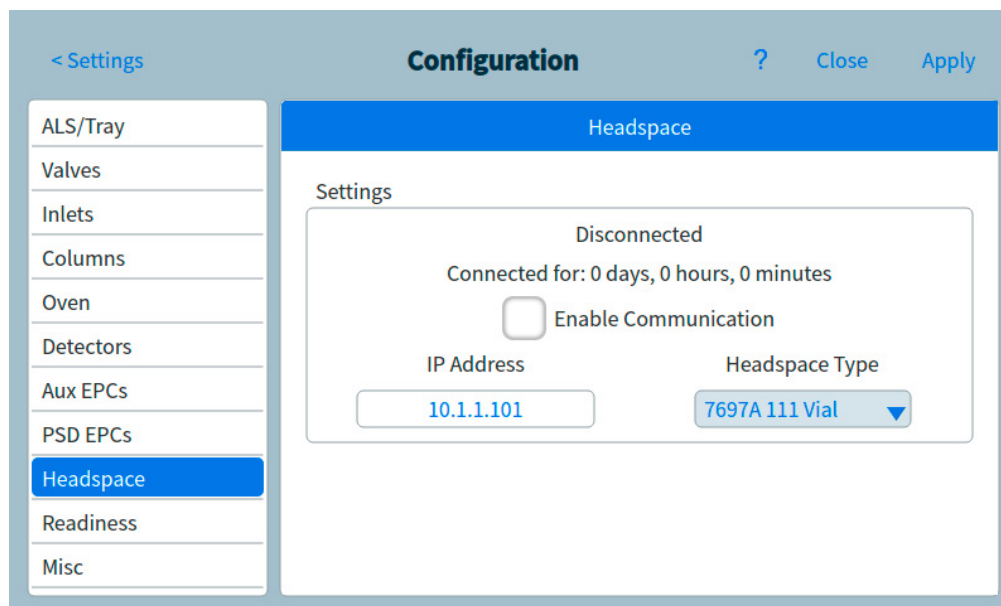 < Settings
Configuration
?
Close
Apply
ALS/Tray
Valves
Inlets
Columns
Oven
Detectors
Aux EPCs
PSD EPCs
Headspace
Readiness
Misc
Headspace
Settings
Disconnected
Connected for: 0 days, 0 hours, 0 minutes
Enable Communication
IP Address
Headspace Type
10.1.1.101
7697A 111 Vial